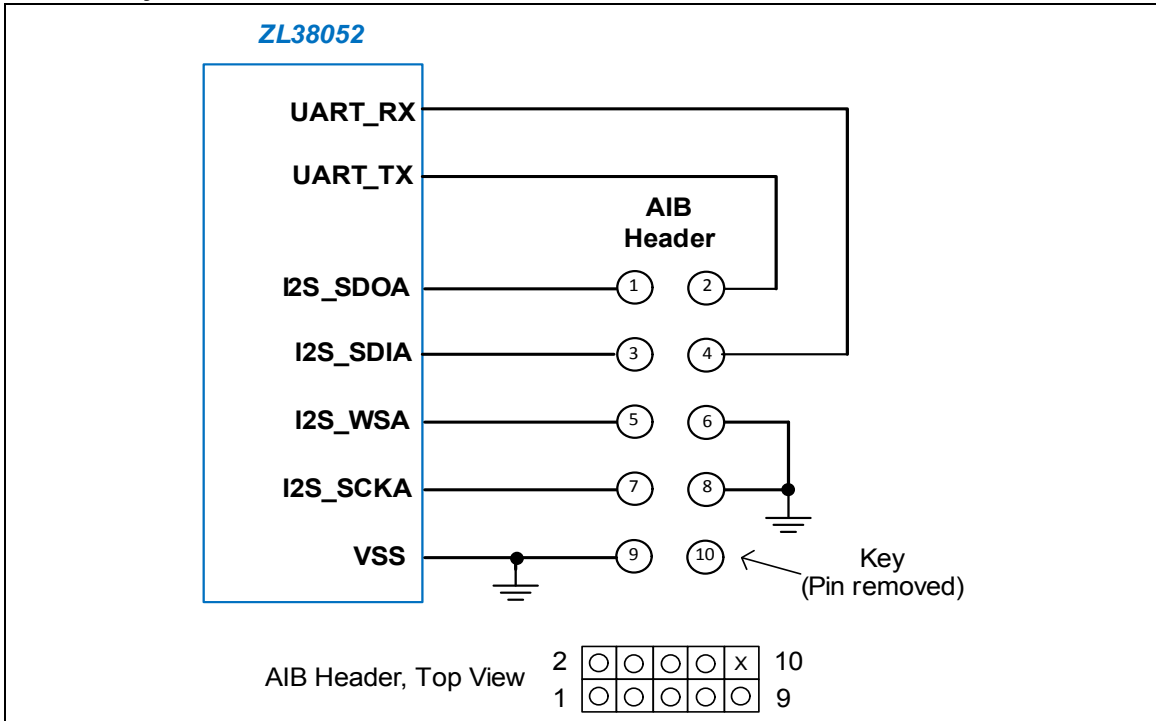 ZL38052
UART_RX
UART_TX
AIB
Header
I2S_SDOA 1 2
I2S_SDIA 3 4
I2S_WSA 5 6
I2S_SCKA 7 8
VSS 9 10
Key
(Pin removed)
AIB Header, Top View
2 X 10
1 9